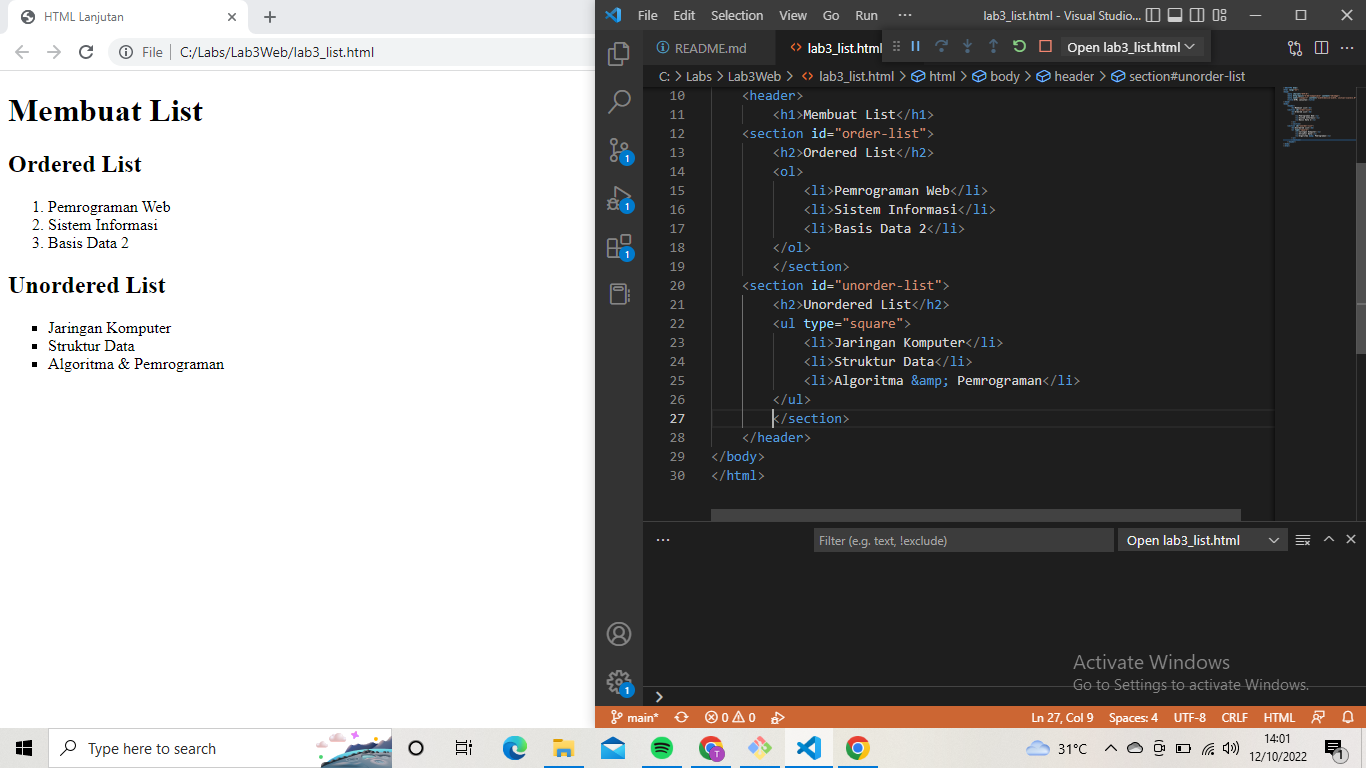 HTML Lanjutan
File
C:/Labs/Lab3Web/lab3_list.html
Membuat List
Ordered List
1. Pemrograman Web
2. Sistem Informasi
3. Basis Data 2
Unordered List
Jaringan Komputer
Struktur Data
Algoritma & Pemrograman
File Edit Selection View Go Run ···
lab3_list.html - Visual Studio...
README.md
lab3_list.html
Open lab3_list.html
C: > Labs > Lab3Web > lab3_list.html > html > body > header > section#unorder-list
10 <header>
11 <h1>Membuat List</h1>
12 <section id="order-list">
13 <h2>Ordered List</h2>
14 <ol>
15 <li>Pemrograman Web</li>
16 <li>Sistem Informasi</li>
17 <li>Basis Data 2</li>
18 </ol>
19 </section>
20 <section id="unorder-list">
21 <h2>Unordered List</h2>
22 <ul type="square">
23 <li>Jaringan Komputer</li>
24 <li>Struktur Data</li>
25 <li>Algoritma &amp; Pemrograman</li>
26 </ul>
27 </section>
28 </header>
29 </body>
30 </html>
1
1
1
1
Filter (e.g. text, !exclude)
Open lab3_list.html
Activate Windows
Go to Settings to activate Windows.
main* 0 0
Ln 27, Col 9 Spaces: 4 UTF-8 CRLF HTML
Type here to search
T
31°C
14:01
12/10/2022
1